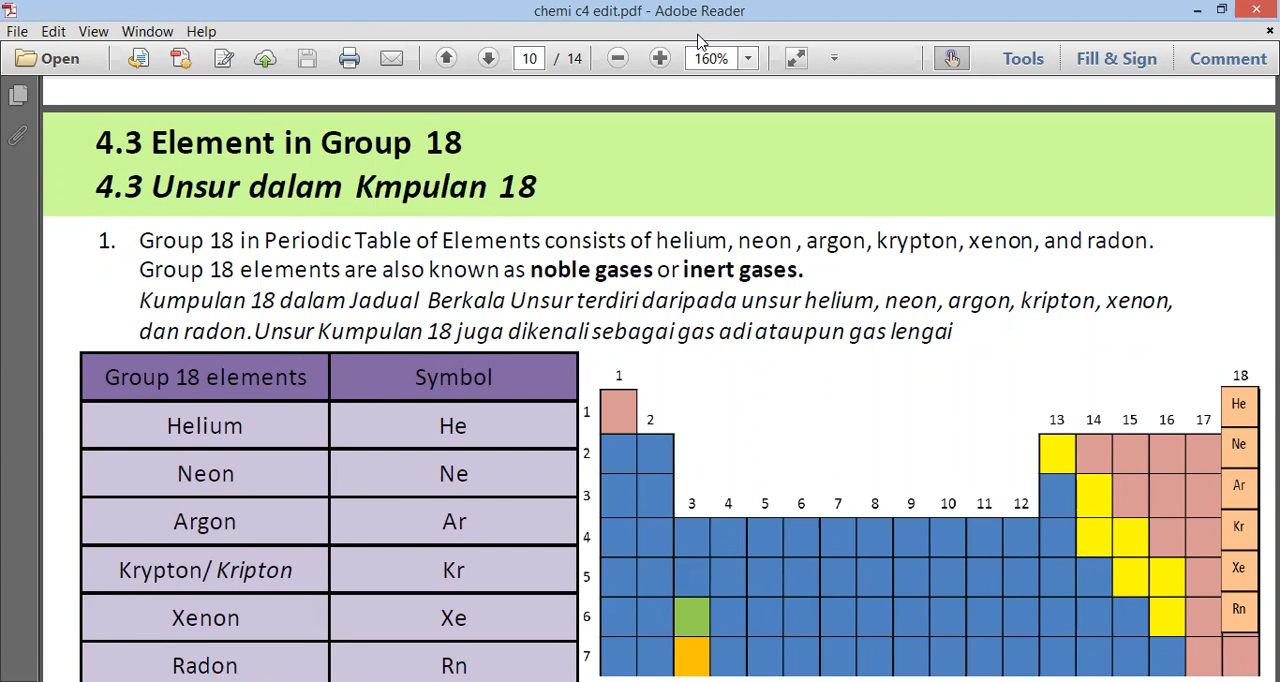 chemi c4 edit.pdf - Adobe Reader
File Edit View Window Help
Open 10 / 14 160% Tools Fill & Sign Comment
4.3 Element in Group 18
4.3 Unsur dalam Kmpulan 18
1. Group 18 in Periodic Table of Elements consists of helium, neon , argon, krypton, xenon, and radon.
Group 18 elements are also known as noble gases or inert gases.
Kumpulan 18 dalam Jadual Berkala Unsur terdiri daripada unsur helium, neon, argon, kripton, xenon,
dan radon.Unsur Kumpulan 18 juga dikenali sebagai gas adi ataupun gas lengai
Group 18 elements Symbol
Helium He
Neon Ne
Argon Ar
Krypton/ Kripton Kr
Xenon Xe
Radon Rn
1 18
1 He
2 13 14 15 16 17
2 Ne
3 Ar
3 4 5 6 7 8 9 10 11 12
4 Kr
5 Xe
6 Rn
7